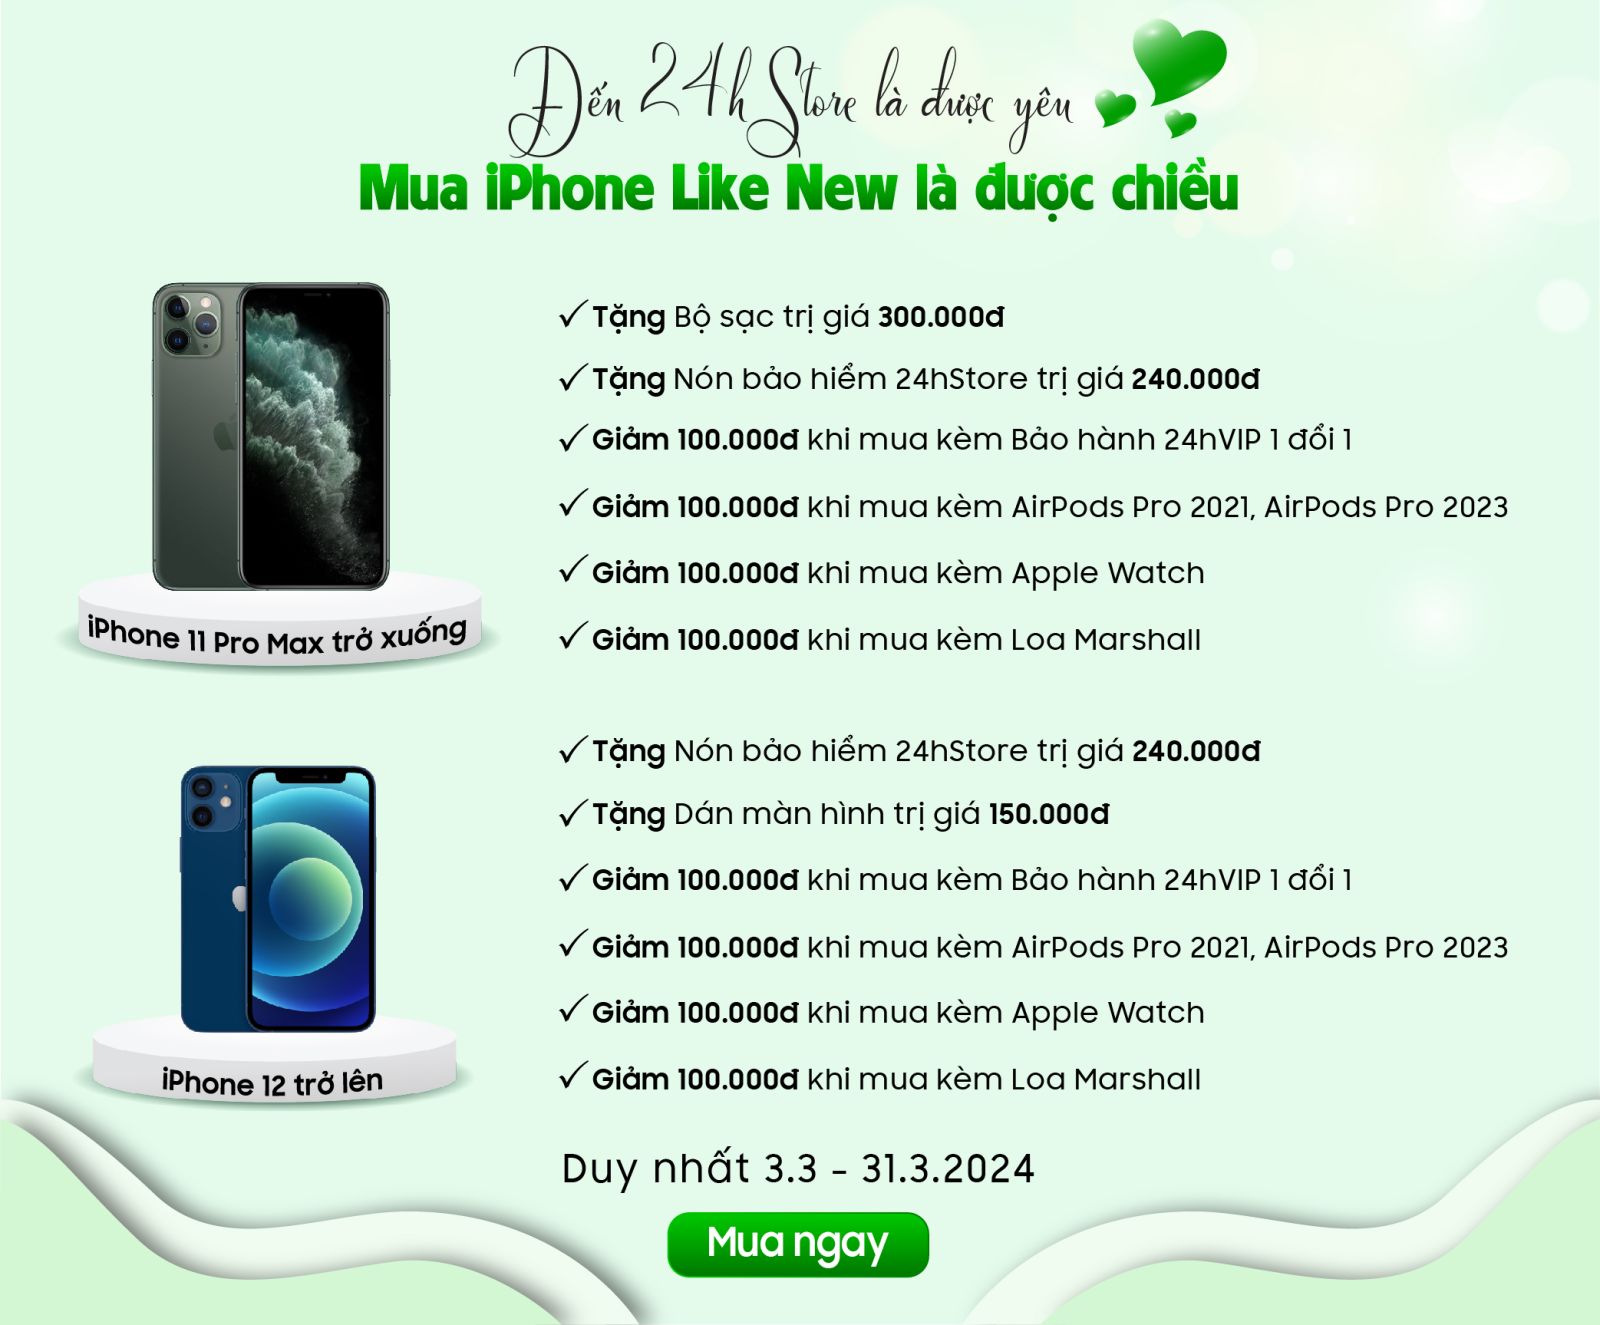 Đến 24hStore là được yêu
Mua iPhone Like New là được chiều
Tặng Bộ sạc trị giá 300.000đ
Tặng Nón bảo hiểm 24hStore trị giá 240.000đ
Giảm 100.000đ khi mua kèm Bảo hành 24hVIP 1 đổi 1
Giảm 100.000đ khi mua kèm AirPods Pro 2021, AirPods Pro 2023
Giảm 100.000đ khi mua kèm Apple Watch
Giảm 100.000đ khi mua kèm Loa Marshall
iPhone 11 Pro Max trở xuống
Tặng Nón bảo hiểm 24hStore trị giá 240.000đ
Tặng Dán màn hình trị giá 150.000đ
Giảm 100.000đ khi mua kèm Bảo hành 24hVIP 1 đổi 1
Giảm 100.000đ khi mua kèm AirPods Pro 2021, AirPods Pro 2023
Giảm 100.000đ khi mua kèm Apple Watch
Giảm 100.000đ khi mua kèm Loa Marshall
iPhone 12 trở lên
Duy nhất 3.3 - 31.3.2024
Mua ngay